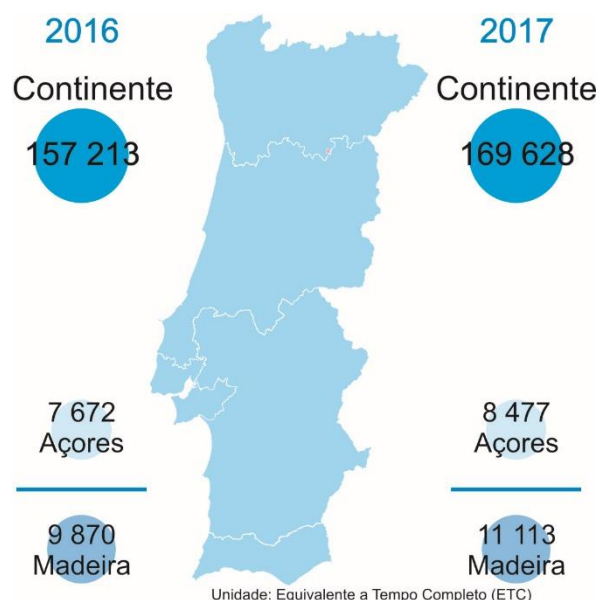 2016
Continente
157 213
7 672
Açores
9 870
Madeira
2017
Continente
169 628
8 477
Açores
11 113
Madeira
Unidade: Equivalente a Tempo Completo (ETC)